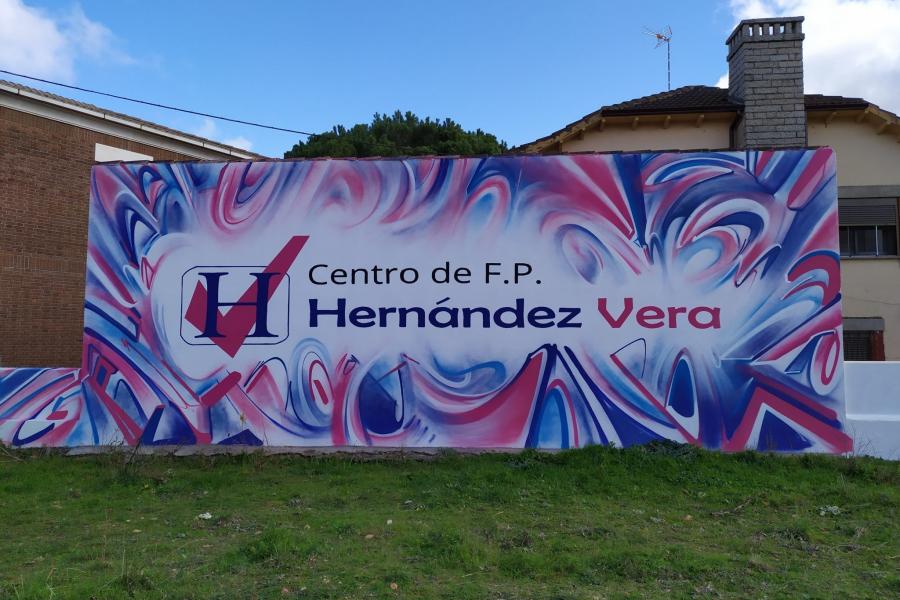 H
Centro de F.P.
Hernández Vera